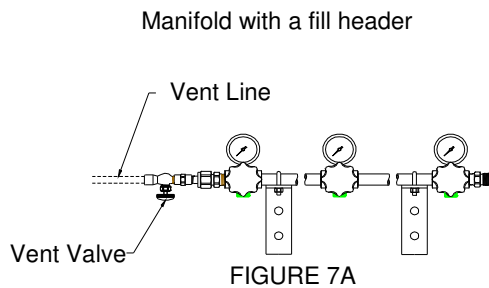 Manifold with a fill header
Vent Line
Vent Valve
FIGURE 7A